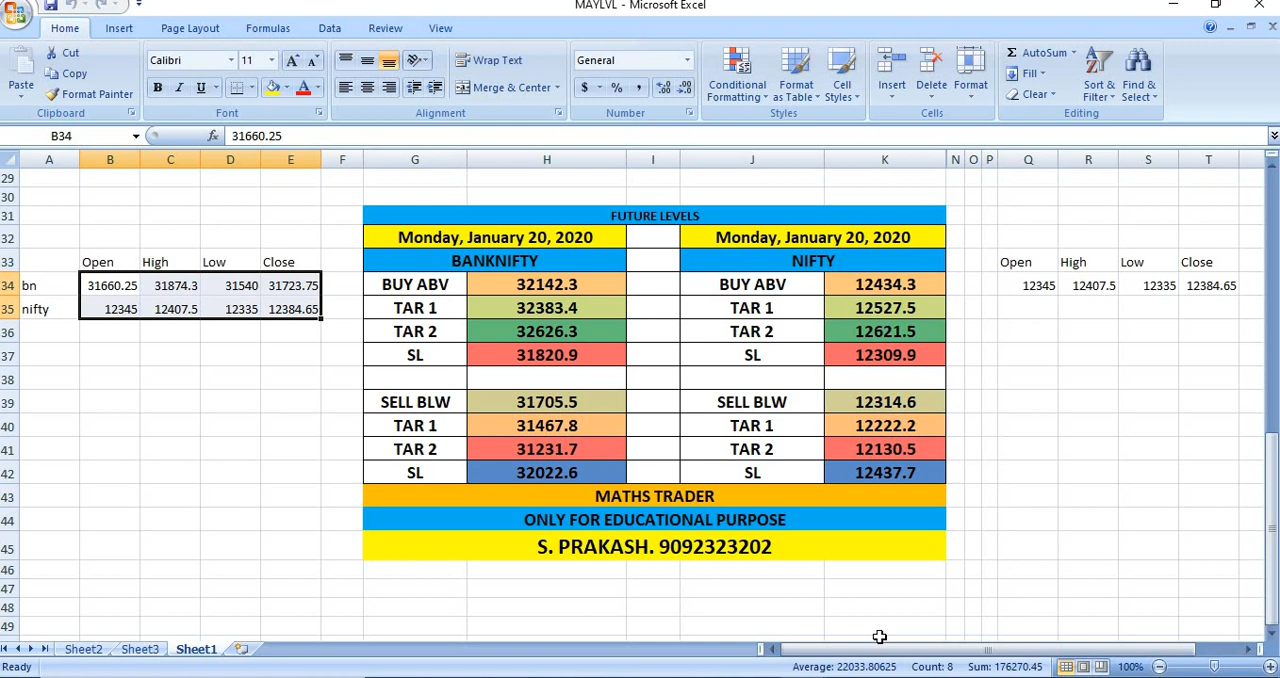 MAYLVL - Microsoft Excel
Home Insert Page Layout Formulas Data Review View
Paste Cut Copy Format Painter Clipboard
Calibri 11 B I U A Font
Wrap Text Merge & Center Alignment
General $ % , Number
Conditional Formatting Format as Table Cell Styles Styles
Insert Delete Format Cells
Σ AutoSum Fill Clear Sort & Filter Find & Select Editing
B34 fx 31660.25
A B C D E F G H I J K N O P Q R S T
29
30
31 FUTURE LEVELS
32 Monday, January 20, 2020 Monday, January 20, 2020
33 Open High Low Close BANKNIFTY NIFTY Open High Low Close
34 bn 31660.25 31874.3 31540 31723.75 BUY ABV 32142.3 BUY ABV 12434.3 12345 12407.5 12335 12384.65
35 nifty 12345 12407.5 12335 12384.65 TAR 1 32383.4 TAR 1 12527.5
36 TAR 2 32626.3 TAR 2 12621.5
37 SL 31820.9 SL 12309.9
38
39 SELL BLW 31705.5 SELL BLW 12314.6
40 TAR 1 31467.8 TAR 1 12222.2
41 TAR 2 31231.7 TAR 2 12130.5
42 SL 32022.6 SL 12437.7
43 MATHS TRADER
44 ONLY FOR EDUCATIONAL PURPOSE
45 S. PRAKASH. 9092323202
46
47
48
49
Sheet2 Sheet3 Sheet1
Ready Average: 22033.80625 Count: 8 Sum: 176270.45 100%